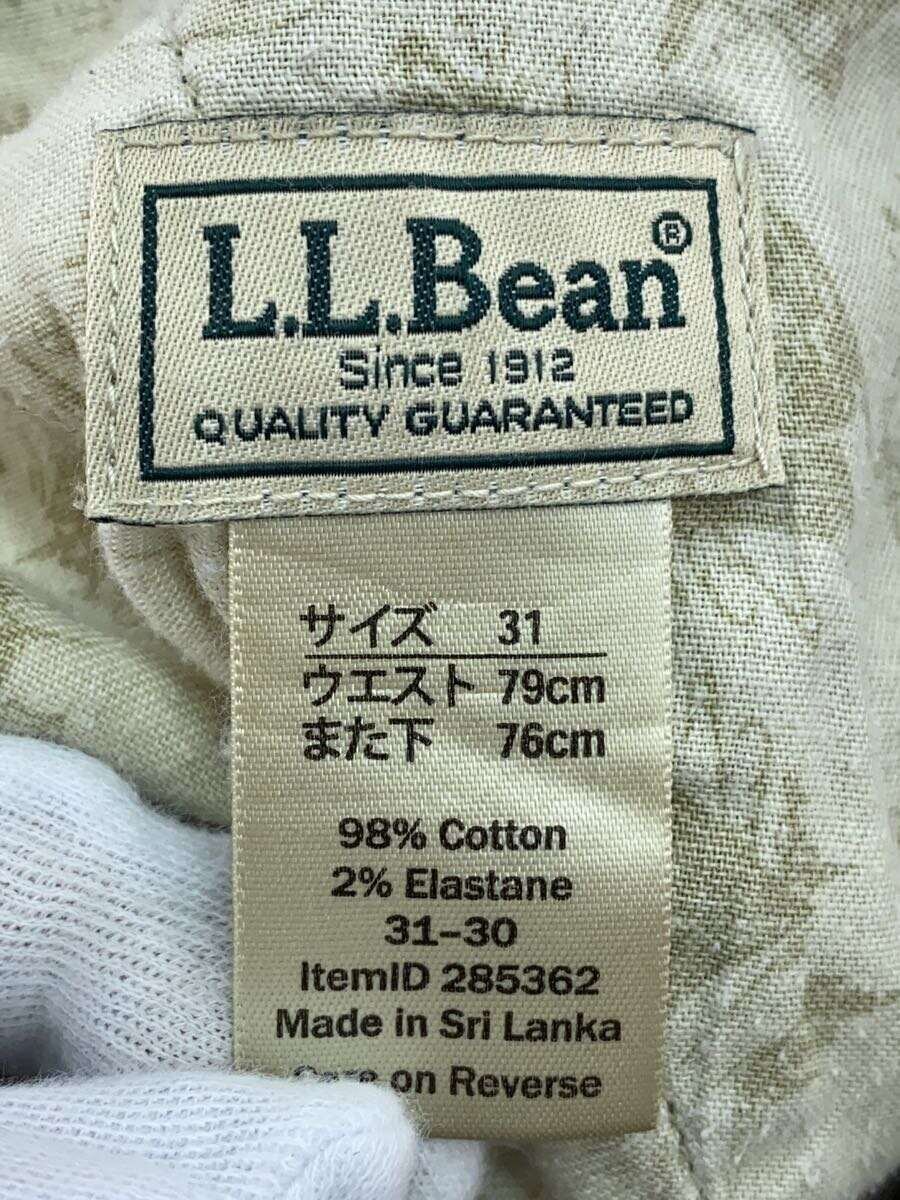 L.L.Bean®
Since 1912
QUALITY GUARANTEED
サイズ 31
ウエスト 79cm
また下 76cm
98% Cotton
2% Elastane
31–30
ItemID 285362
Made in Sri Lanka
on Reverse